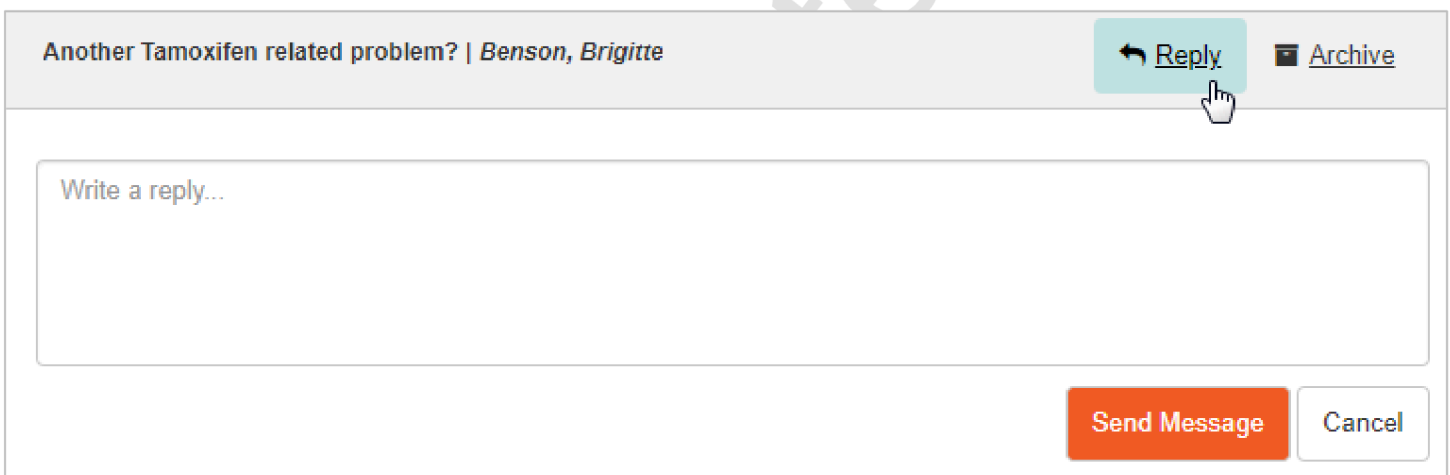 Another Tamoxifen related problem? | Benson, Brigitte
Reply
Archive
Write a reply...
Send Message
Cancel